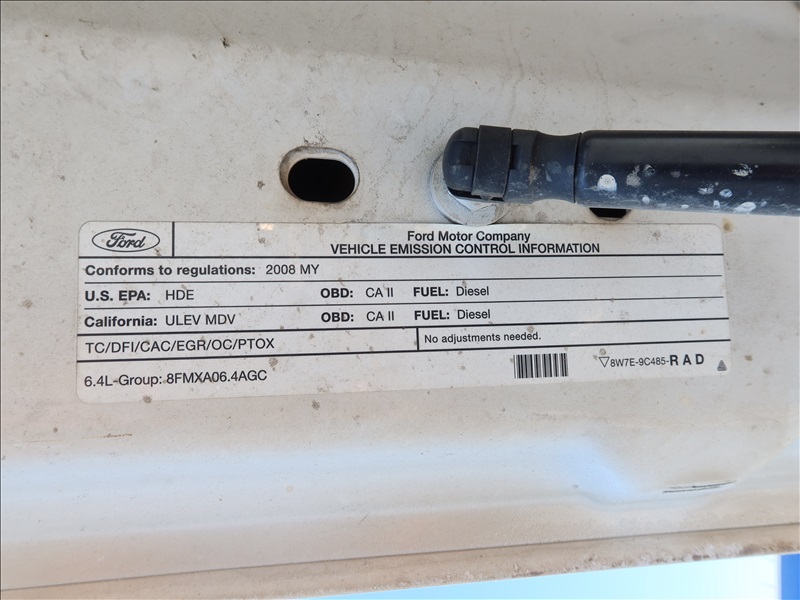 Ford
Ford Motor Company
VEHICLE EMISSION CONTROL INFORMATION
Conforms to regulations: 2008 MY
U.S. EPA: HDE OBD: CA II FUEL: Diesel
California: ULEV MDV OBD: CA II FUEL: Diesel
TC/DFI/CAC/EGR/OC/PTOX No adjustments needed.
6.4L-Group: 8FMXA06.4AGC 8W7E-9C485-RAD